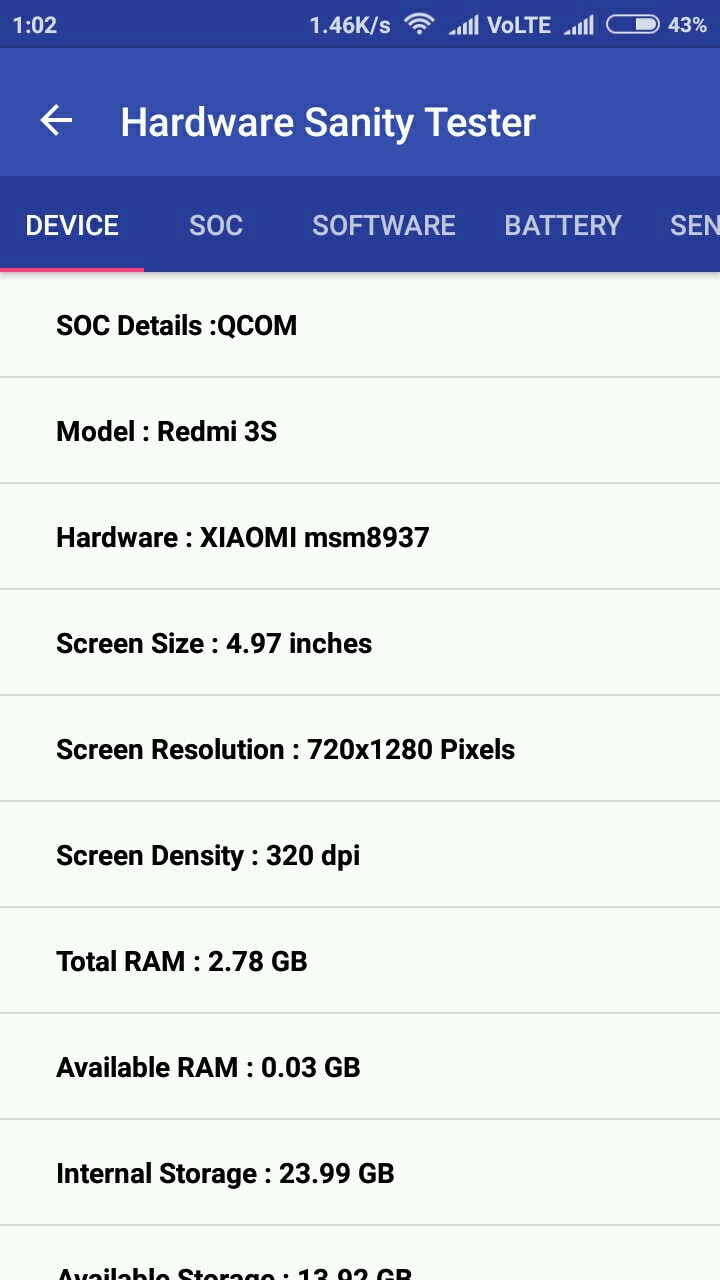 1:02 1.46K/s VoLTE 43%
Hardware Sanity Tester
DEVICE SOC SOFTWARE BATTERY SEN
SOC Details :QCOM
Model : Redmi 3S
Hardware : XIAOMI msm8937
Screen Size : 4.97 inches
Screen Resolution : 720x1280 Pixels
Screen Density : 320 dpi
Total RAM : 2.78 GB
Available RAM : 0.03 GB
Internal Storage : 23.99 GB
Available Storage : 13.92 GB